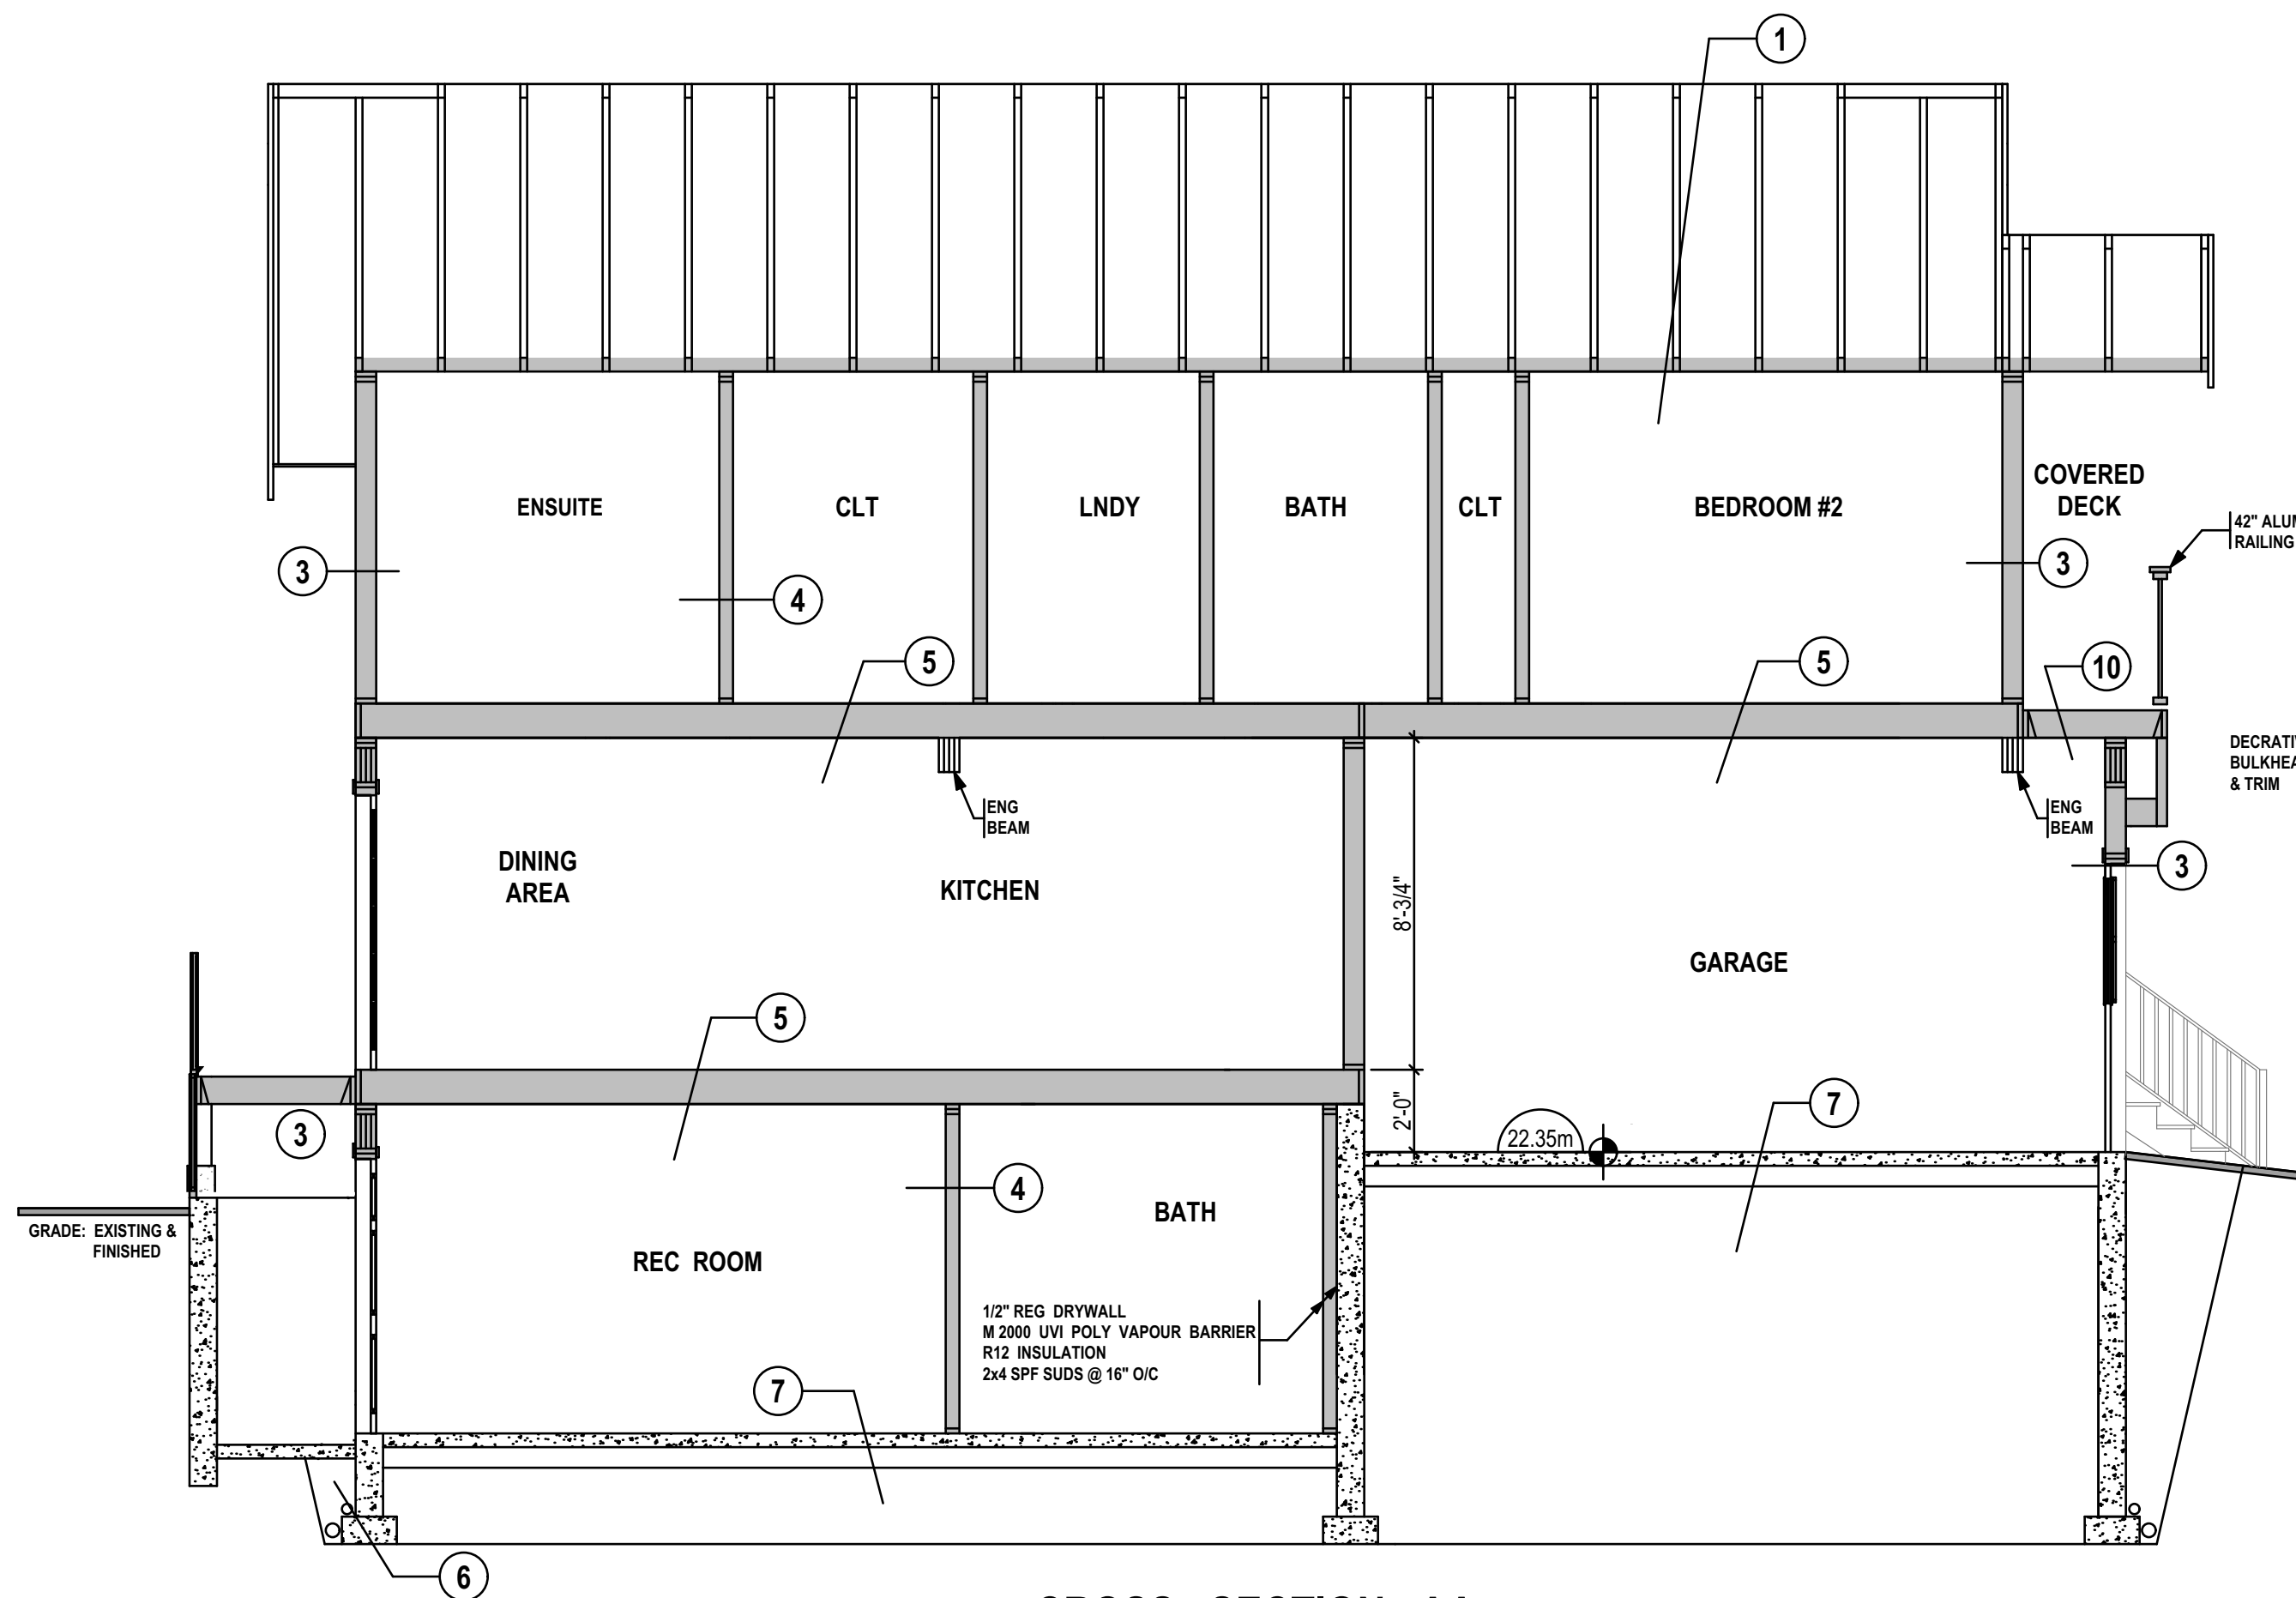 1
ENSUITE
CLT
LNDY
BATH
CLT
BEDROOM #2
COVERED
DECK
RAILING
42"
3
4
3
5
5
10
ENG
BEAM
ENG
BEAM
& TRIM
DINING
AREA
KITCHEN
8'-3/4"
GARAGE
3
5
2'-0"
22.35m
7
3
4
GRADE: EXISTING &
FINISHED
REC ROOM
BATH
1/2" REG DRYWALL
M 2000 UVI POLY VAPOUR BARRIER
R12 INSULATION
2x4 SPF SUDS @ 16" O/C
7
6